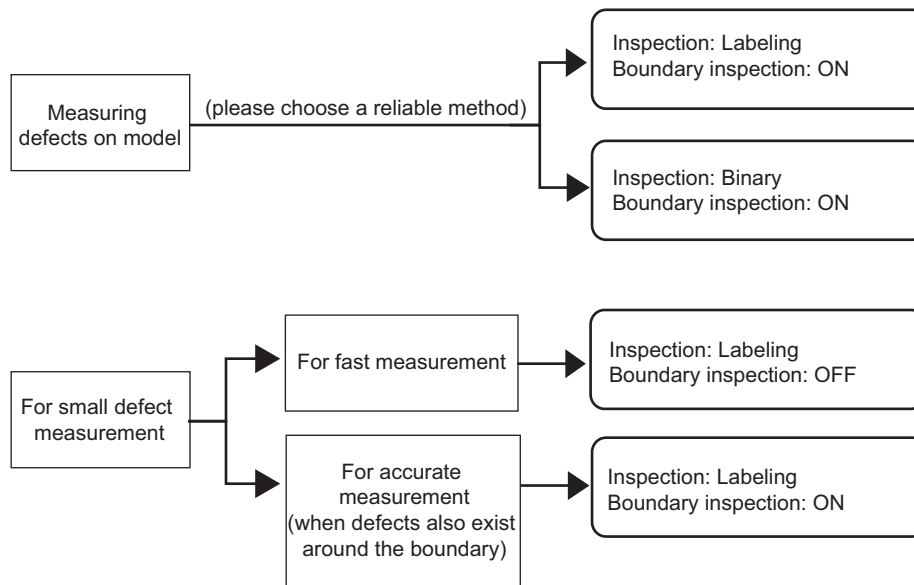 Measuring
defects on model
(please choose a reliable method)
Inspection: Labeling
Boundary inspection: ON
Inspection: Binary
Boundary inspection: ON
For small defect
measurement
For fast measurement
Inspection: Labeling
Boundary inspection: OFF
For accurate
measurement
(when defects also exist
around the boundary)
Inspection: Labeling
Boundary inspection: ON